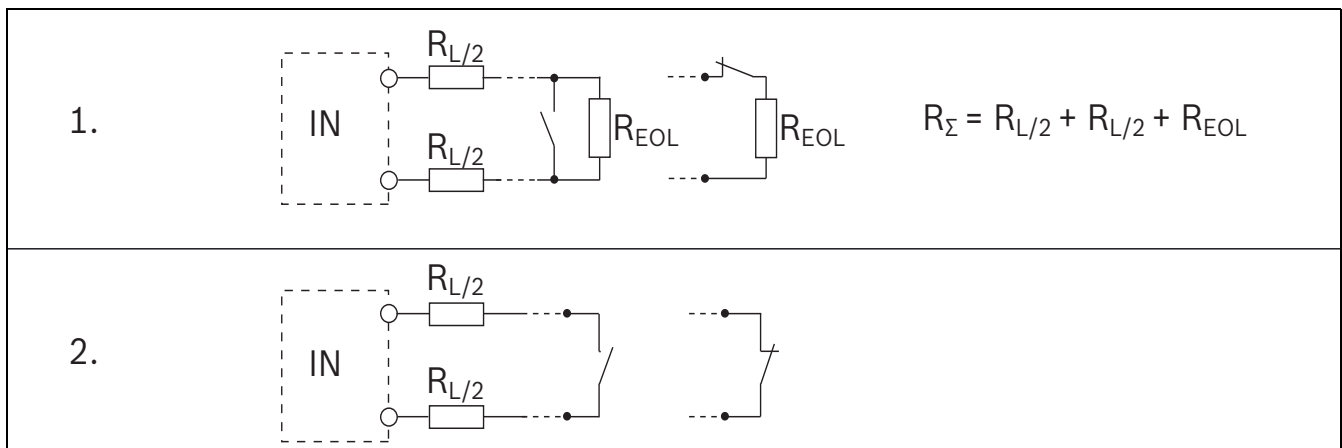 1.
IN
R_L/2
R_L/2
R_EOL
R_EOL
R_Σ = R_L/2 + R_L/2 + R_EOL
2.
IN
R_L/2
R_L/2